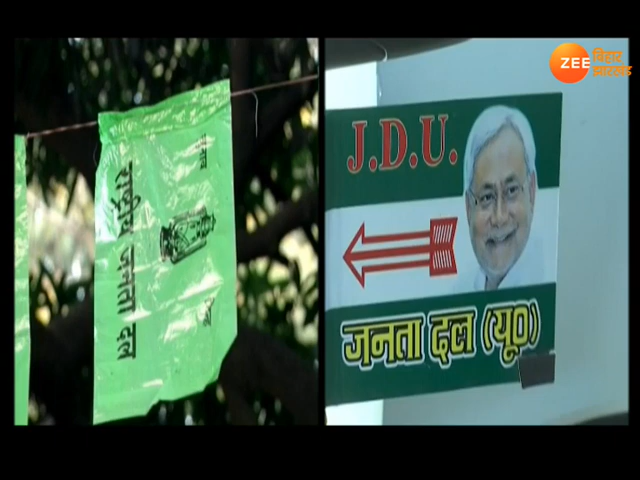 राष्ट्रीय जनता दल
J.D.U.
जनता दल (यू०)
ZEE
बिहार
झारखंड